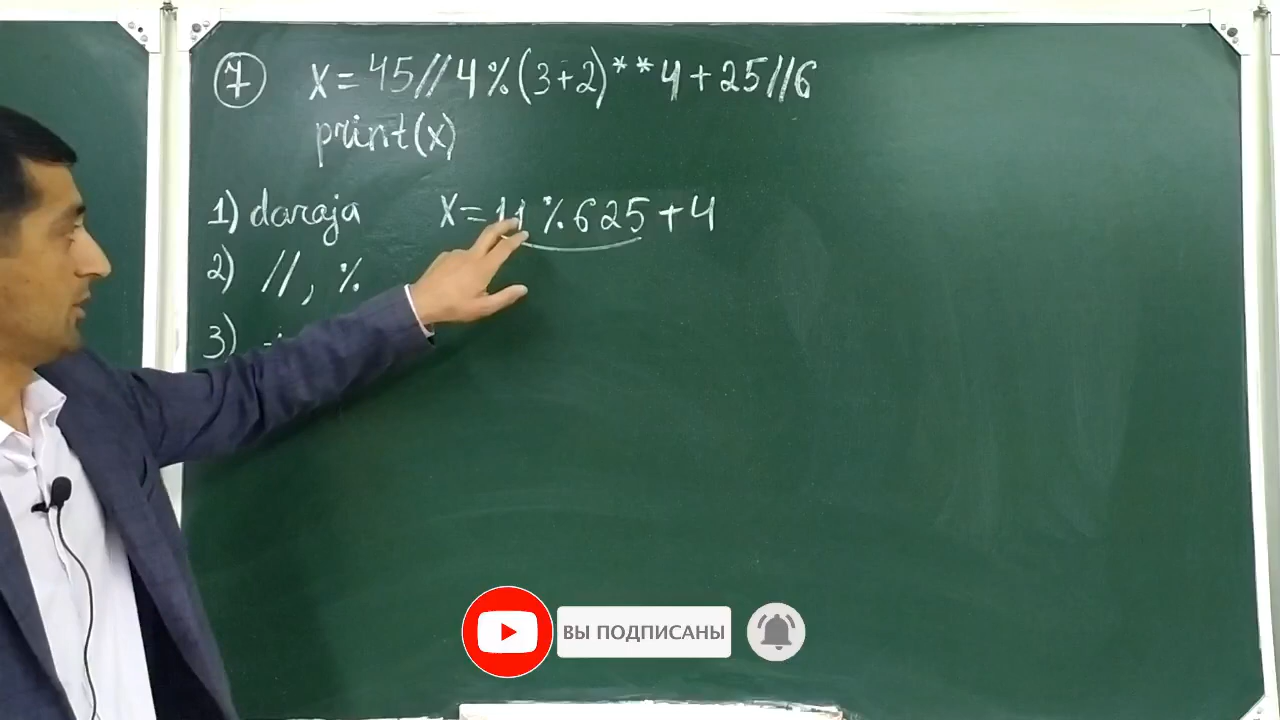 7 x = 45//4%(3+2)**4+25//6
print(x)
1) daraja x=11%625+4
2) //, %
3)
ВЫ ПОДПИСАНЫ